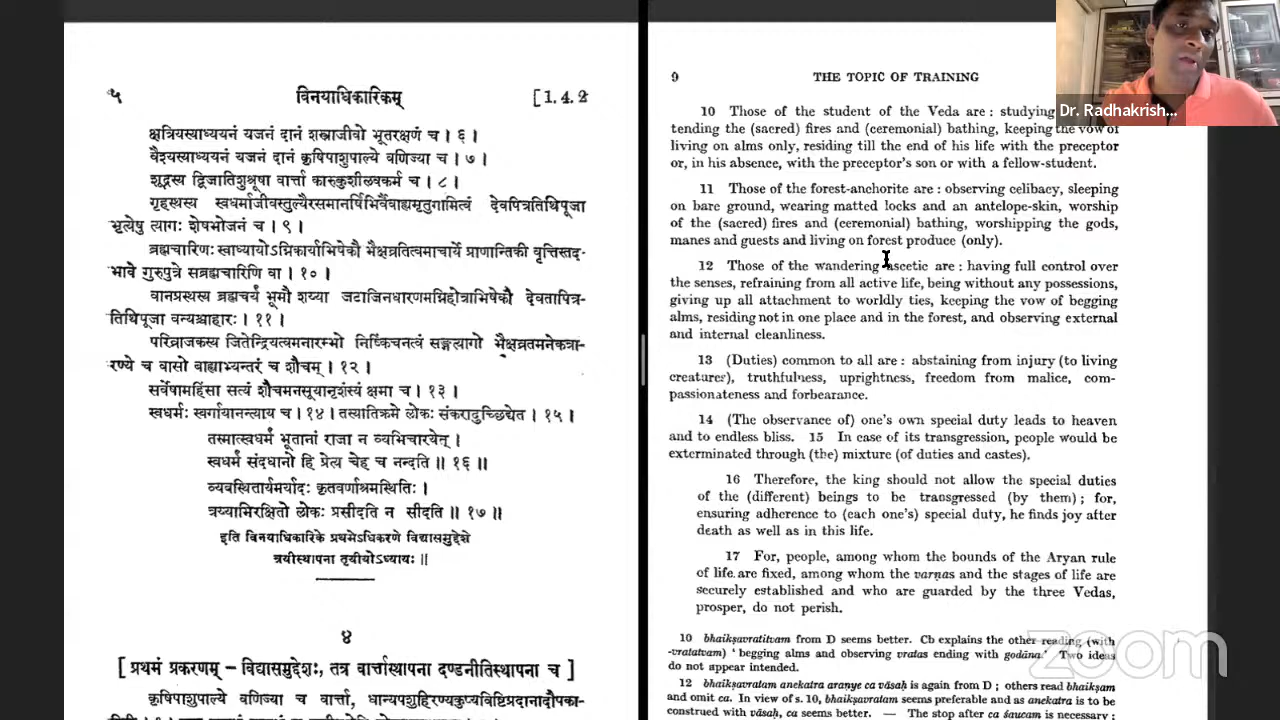 ५ विनयाधिकारिकम् [ 1.4.2
क्षत्रियस्याध्ययनं यजनं दानं शस्त्राजीवो भूतरक्षणं च । ६ ।
वैश्यस्याध्ययनं यजनं दानं कृषिपाशुपाल्ये वणिज्या च । ७ ।
शूद्रस्य द्विजातिशुश्रूषा वार्त्ता कारुकुशीलवकर्म च । ८ ।
गृहस्थस्य स्वधर्माजीवस्तुल्यैरसमानर्षिभिर्वैवाह्यमृतुगामित्वं देवपित्रतिथिपूजा
भृत्येषु त्यागः शेषभोजनं च । ९ ।
ब्रह्मचारिणः स्वाध्यायोऽग्निकार्याभिषेकौ भैक्षव्रतित्वमाचार्ये प्राणान्तिकी वृत्तिस्तद-
भावे गुरुपुत्रे सब्रह्मचारिणि वा । १० ।
वानप्रस्थस्य ब्रह्मचर्यं भूमौ शय्या जटाजिनधारणमग्निहोत्राभिषेकौ देवतापित्र-
तिथिपूजा वन्यश्चाहारः । ११ ।
परिव्राजकस्य जितेन्द्रियत्वमनारम्भो निष्किंचनत्वं सङ्गत्यागो भैक्षव्रतमनेकत्रा-
रण्ये च वासो बाह्याभ्यन्तरं च शौचम् । १२ ।
सर्वेषामहिंसा सत्यं शौचमनसूयानृशंस्यं क्षमा च । १३ ।
स्वधर्मः स्वर्गायानन्त्याय च । १४ । तस्यातिक्रमे लोकः संकरादुच्छिद्येत । १५ ।
तस्मात्स्वधर्मं भूतानां राजा न व्यभिचारयेत् ।
स्वधर्मं संदधानो हि प्रेत्य चेह च नन्दति ॥ १६ ॥
व्यवस्थितार्यमर्यादः कृतवर्णाश्रमस्थितिः ।
त्रय्याभिरक्षितो लोकः प्रसीदति न सीदति ॥ १७ ॥
इति विनयाधिकारिके प्रथमेऽधिकरणे विद्यासमुद्देशे
त्रयीस्थापना तृतीयोऽध्यायः ॥
४
[ प्रथमं प्रकरणम् – विद्यासमुद्देशः, तत्र वार्त्तास्थापना दण्डनीतिस्थापना च ]
कृषिपाशुपाल्ये वणिज्या च वार्त्ता, धान्यपशुहिरण्यकुप्यविष्टिप्रदानादौपका-
9 THE TOPIC OF TRAINING
10 Those of the student of the Veda are : studying
tending the (sacred) fires and (ceremonial) bathing, keeping the vow of
living on alms only, residing till the end of his life with the preceptor
or, in his absence, with the preceptor's son or with a fellow-student.
11 Those of the forest-anchorite are : observing celibacy, sleeping
on bare ground, wearing matted locks and an antelope-skin, worship
of the (sacred) fires and (ceremonial) bathing, worshipping the gods,
manes and guests and living on forest produce (only).
12 Those of the wandering ascetic are : having full control over
the senses, refraining from all active life, being without any possessions,
giving up all attachment to worldly ties, keeping the vow of begging
alms, residing not in one place and in the forest, and observing external
and internal cleanliness.
13 (Duties) common to all are : abstaining from injury (to living
creatures), truthfulness, uprightness, freedom from malice, com-
passionateness and forbearance.
14 (The observance of) one's own special duty leads to heaven
and to endless bliss. 15 In case of its transgression, people would be
exterminated through (the) mixture (of duties and castes).
16 Therefore, the king should not allow the special duties
of the (different) beings to be transgressed (by them) ; for,
ensuring adherence to (each one's) special duty, he finds joy after
death as well as in this life.
17 For, people, among whom the bounds of the Aryan rule
of life are fixed, among whom the varṇas and the stages of life are
securely established and who are guarded by the three Vedas,
prosper, do not perish.
10 bhaikṣavratitvam from D seems better. Cb explains the other reading (with
-vratatvam) ' begging alms and observing vratas ending with godāna.' Two ideas
do not appear intended.
12 bhaikṣavratam anekatra araṇye ca vāsaḥ is again from D ; others read bhaikṣam
and omit ca. In view of s. 10, bhaikṣavratam seems preferable and as anekatra is to be
construed with vāsaḥ, ca seems better. — The stop after ca śaucam is necessary :
Dr. Radhakrish...
zoom